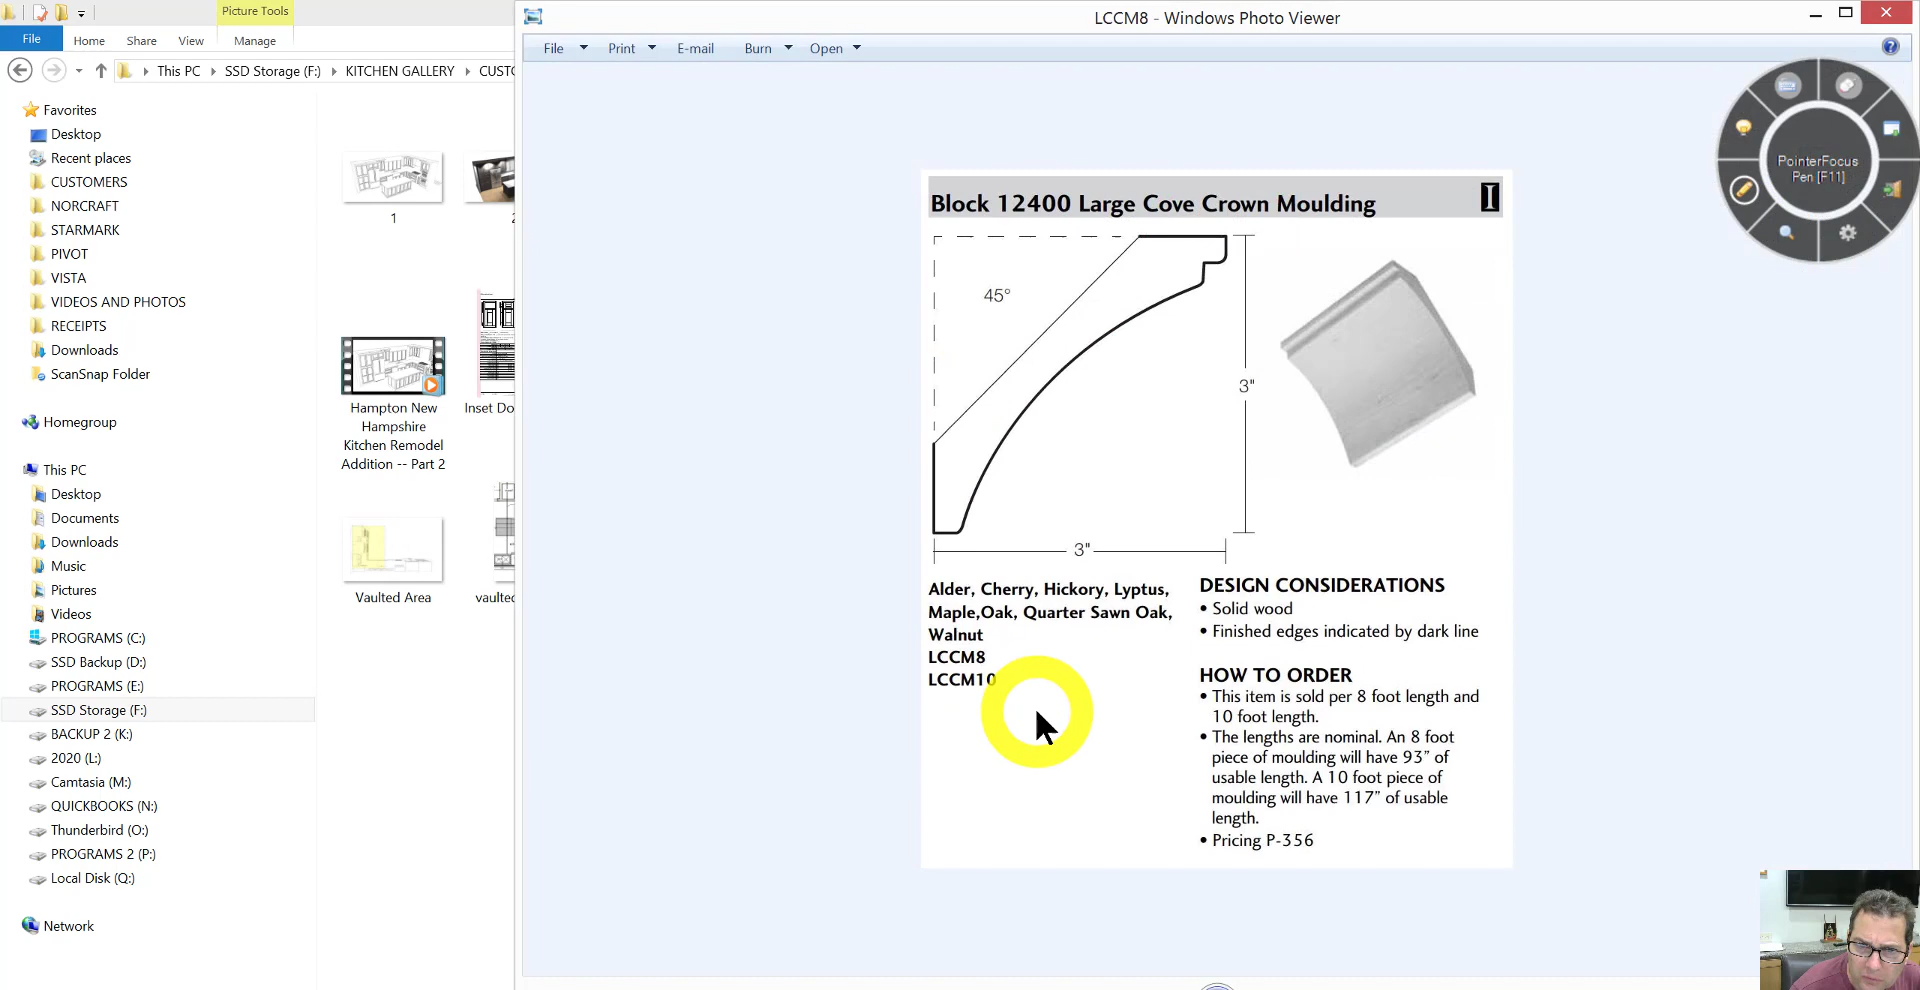 Picture Tools
LCCM8 - Windows Photo Viewer
File
Home
Share
View
Manage
File
Print
E-mail
Burn
Open
This PC
SSD Storage (F:)
KITCHEN GALLERY
Favorites
Desktop
Recent places
CUSTOMERS
NORCRAFT
STARMARK
PIVOT
VISTA
VIDEOS AND PHOTOS
RECEIPTS
Downloads
ScanSnap Folder
Homegroup
This PC
Desktop
Documents
Downloads
Music
Pictures
Videos
PROGRAMS (C:)
SSD Backup (D:)
PROGRAMS (E:)
SSD Storage (F:)
BACKUP 2 (K:)
2020 (L:)
Camtasia (M:)
QUICKBOOKS (N:)
Thunderbird (O:)
PROGRAMS 2 (P:)
Local Disk (Q:)
Network
1
Hampton New
Hampshire
Kitchen Remodel
Addition -- Part 2
Inset Do
Vaulted Area
vaulted
PointerFocus
Pen [F11]
Block 12400 Large Cove Crown Moulding
I
45°
3"
3"
Alder, Cherry, Hickory, Lyptus,
Maple,Oak, Quarter Sawn Oak,
Walnut
LCCM8
LCCM10
DESIGN CONSIDERATIONS
• Solid wood
• Finished edges indicated by dark line
HOW TO ORDER
• This item is sold per 8 foot length and
10 foot length.
• The lengths are nominal. An 8 foot
piece of moulding will have 93” of
usable length. A 10 foot piece of
moulding will have 117” of usable
length.
• Pricing P-356